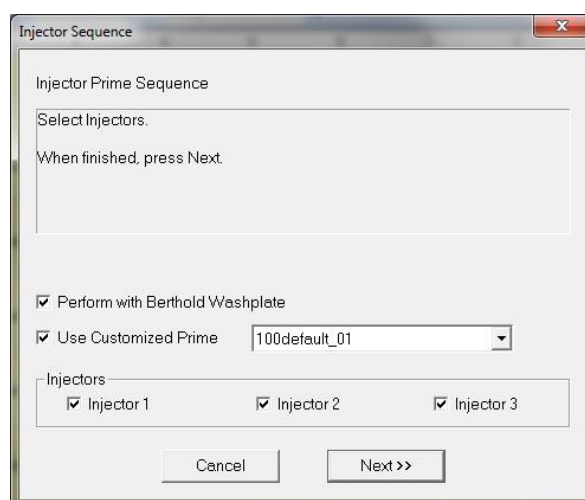 Injector Sequence
Injector Prime Sequence
Select Injectors.
When finished, press Next.
Perform with Berthold Washplate
Use Customized Prime 100default_01
Injectors
Injector 1 Injector 2 Injector 3
Cancel Next >>